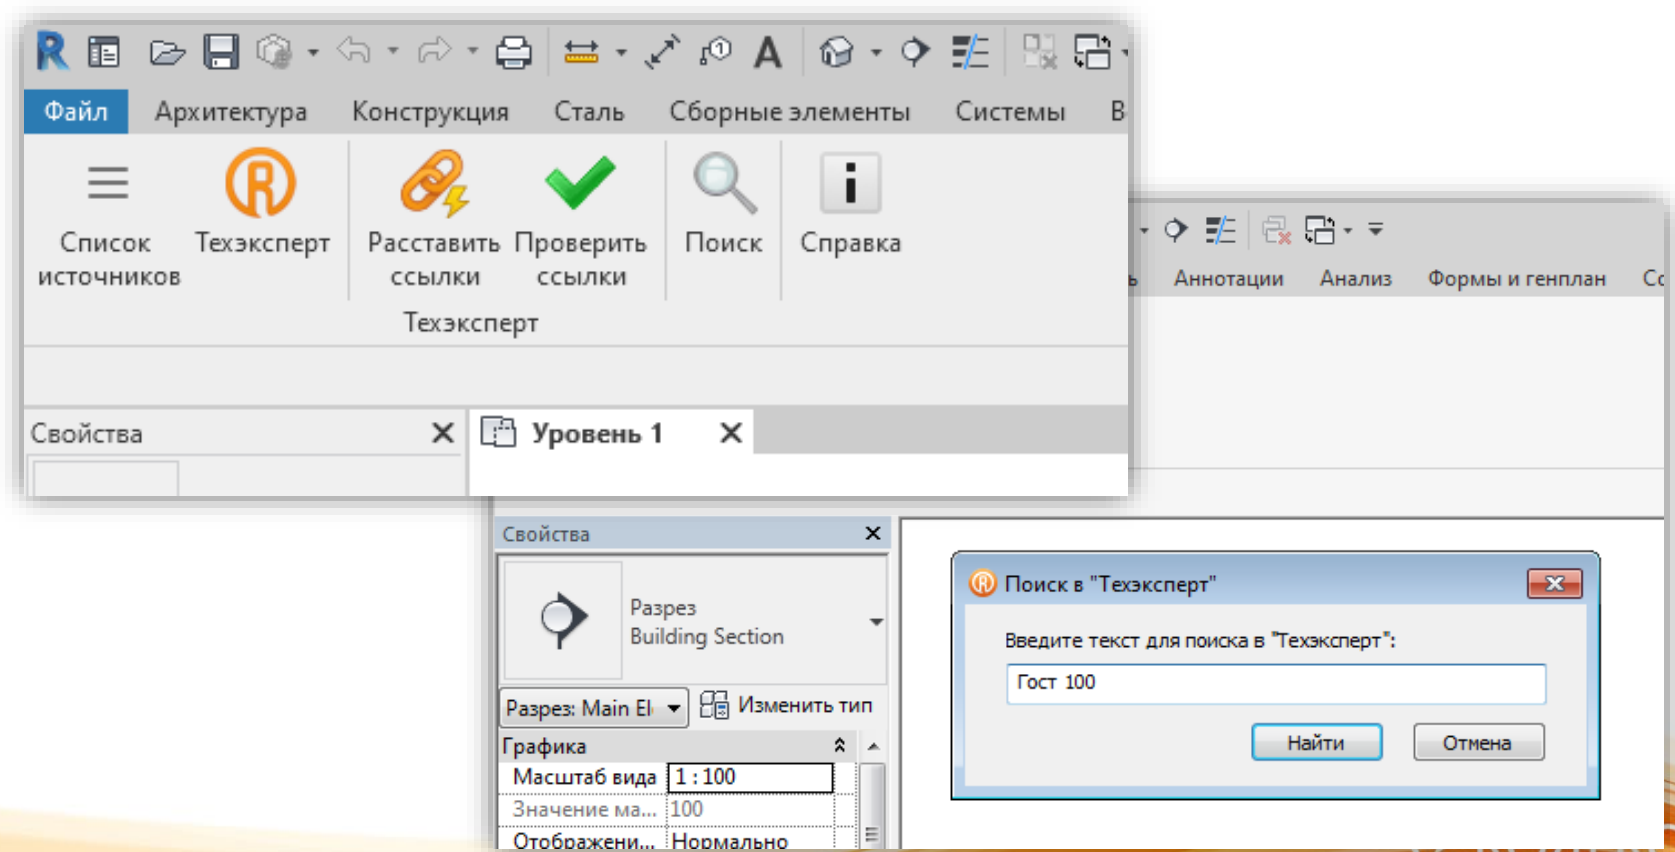 Файл Архитектура Конструкция Сталь Сборные элементы Системы
Список источников
Техэксперт
Расставить ссылки
Проверить ссылки
Поиск
Справка
Техэксперт
Свойства
Уровень 1
Аннотации Анализ Формы и генплан
Свойства
Разрез
Building Section
Разрез: Main El
Изменить тип
Графика
Масштаб вида 1 : 100
Значение ма... 100
Отображени... Нормально
Поиск в "Техэксперт"
Введите текст для поиска в "Техэксперт":
Гост 100
Найти Отмена